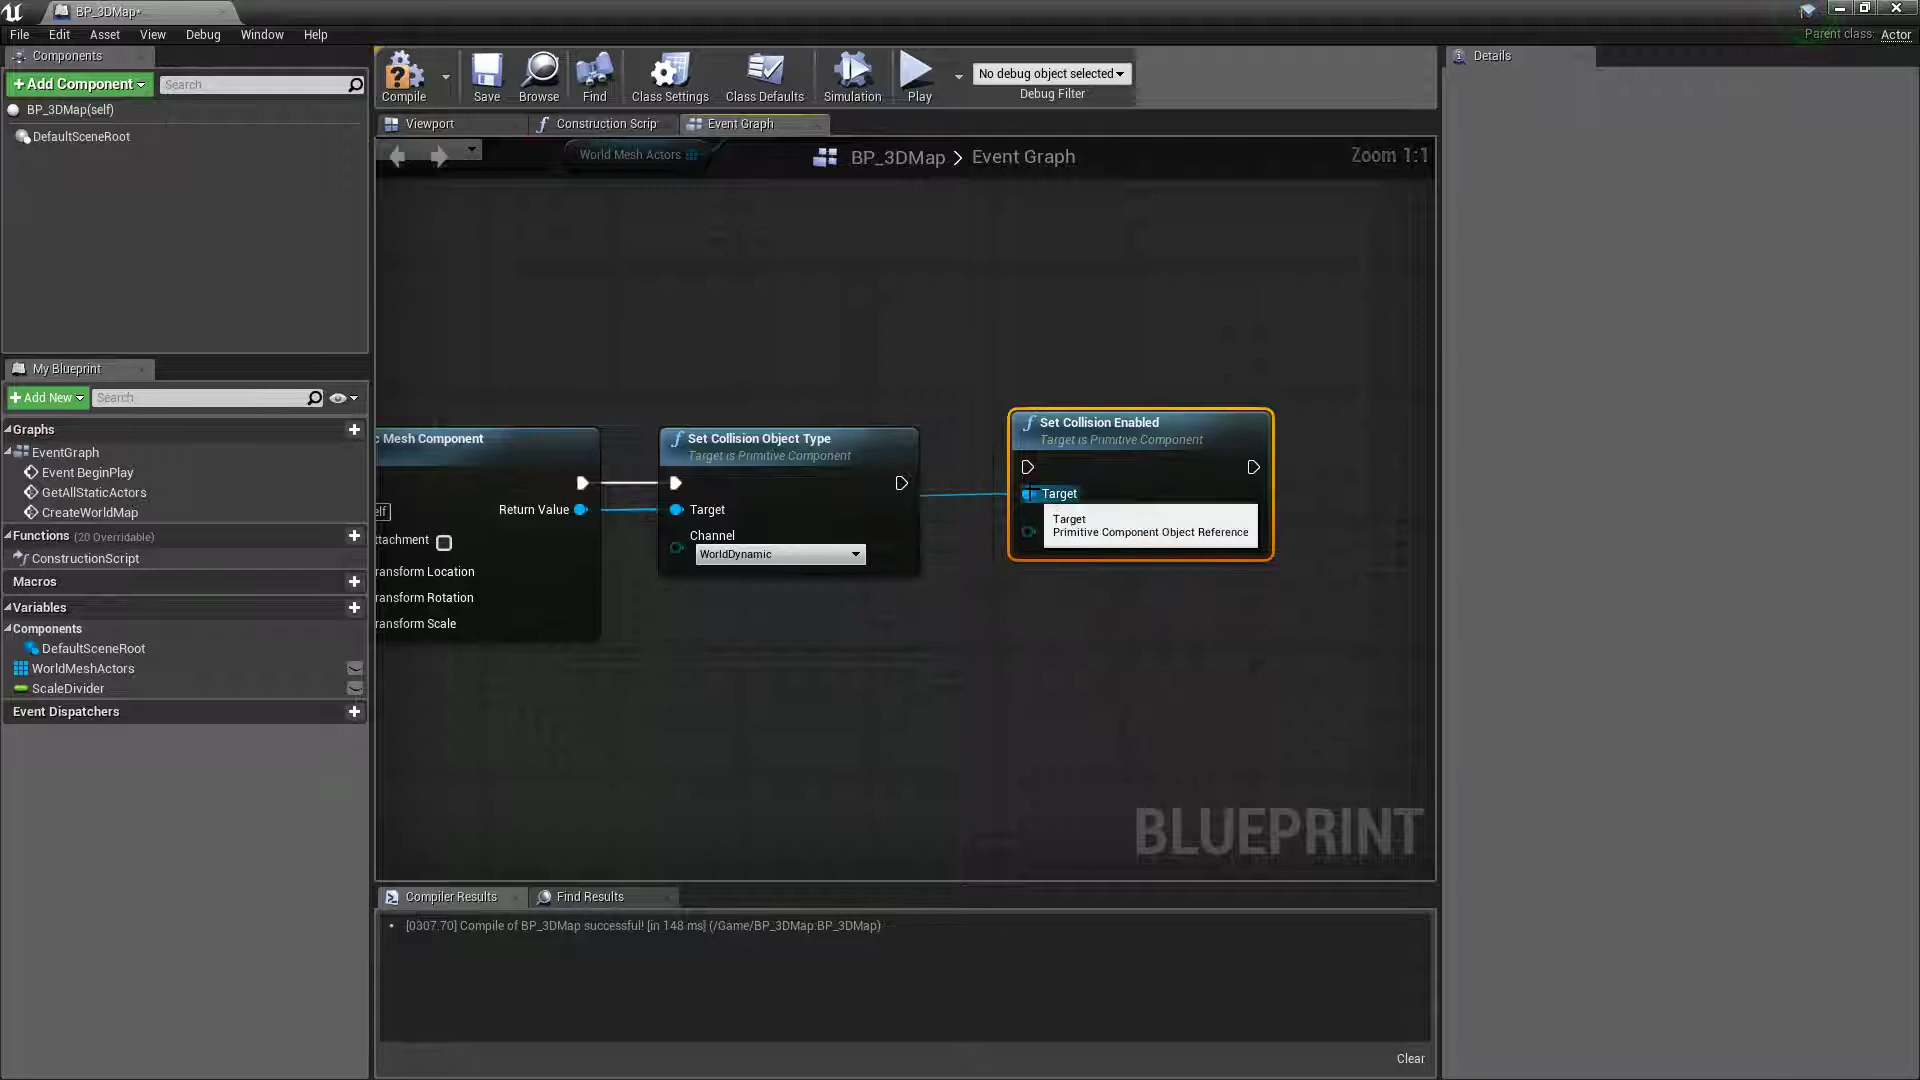 BP_3DMap*
File Edit Asset View Debug Window Help
Parent class: Actor
Components
+Add Component
Search
BP_3DMap(self)
DefaultSceneRoot
Compile
Save
Browse
Find
Class Settings
Class Defaults
Simulation
Play
No debug object selected
Debug Filter
Details
Viewport
Construction Scrip
Event Graph
World Mesh Actors
BP_3DMap > Event Graph
Zoom 1:1
My Blueprint
+Add New
Search
Graphs
EventGraph
Event BeginPlay
GetAllStaticActors
CreateWorldMap
Functions (20 Overridable)
ConstructionScript
Macros
Variables
Components
DefaultSceneRoot
WorldMeshActors
ScaleDivider
Event Dispatchers
c Mesh Component
Return Value
elf
ttachment
ransform Location
ransform Rotation
ransform Scale
Set Collision Object Type
Target is Primitive Component
Target
Channel
WorldDynamic
Set Collision Enabled
Target is Primitive Component
Target
Target
Primitive Component Object Reference
BLUEPRINT
Compiler Results
Find Results
[0307.70] Compile of BP_3DMap successful! [in 148 ms] (/Game/BP_3DMap.BP_3DMap)
Clear